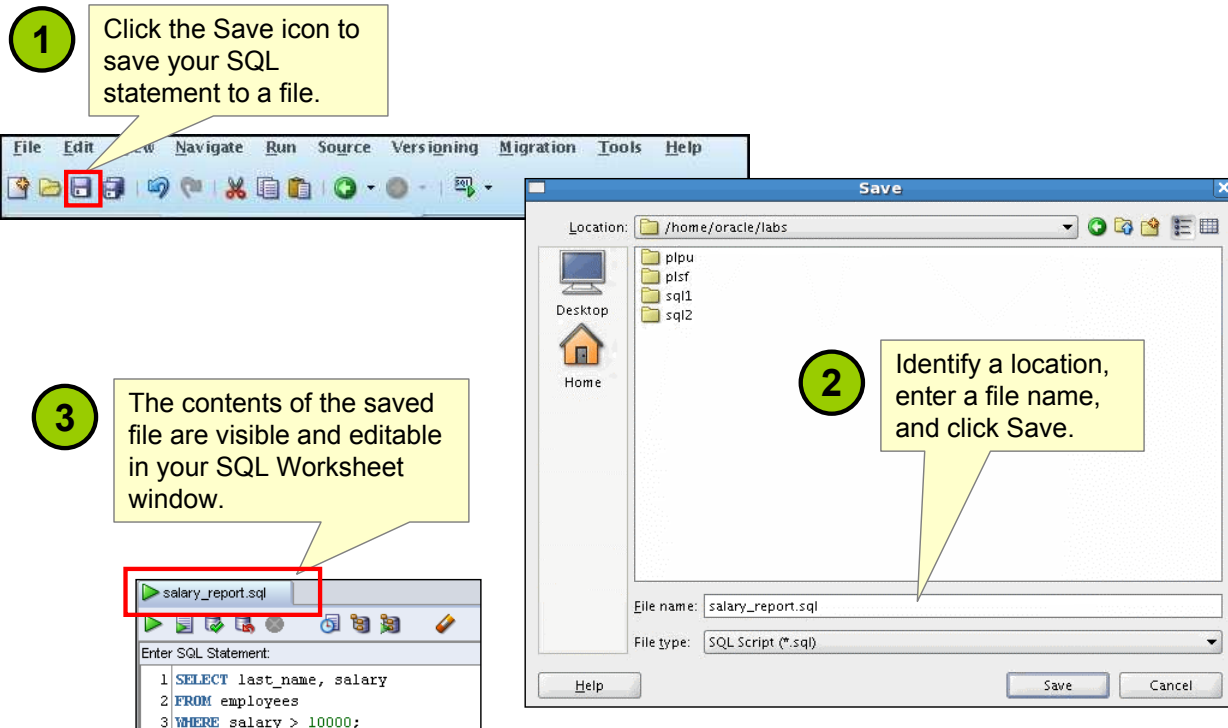 1
Click the Save icon to
save your SQL
statement to a file.
File Edit ew Navigate Run Source Versioning Migration Tools Help
SQL
Save
Location: /home/oracle/labs
plpu
plsf
sql1
sql2
Desktop
Home
2
Identify a location,
enter a file name,
and click Save.
3
The contents of the saved
file are visible and editable
in your SQL Worksheet
window.
File name: salary_report.sql
File type: SQL Script (*.sql)
Help Save Cancel
salary_report.sql
Enter SQL Statement:
1 SELECT last_name, salary
2 FROM employees
3 WHERE salary > 10000;